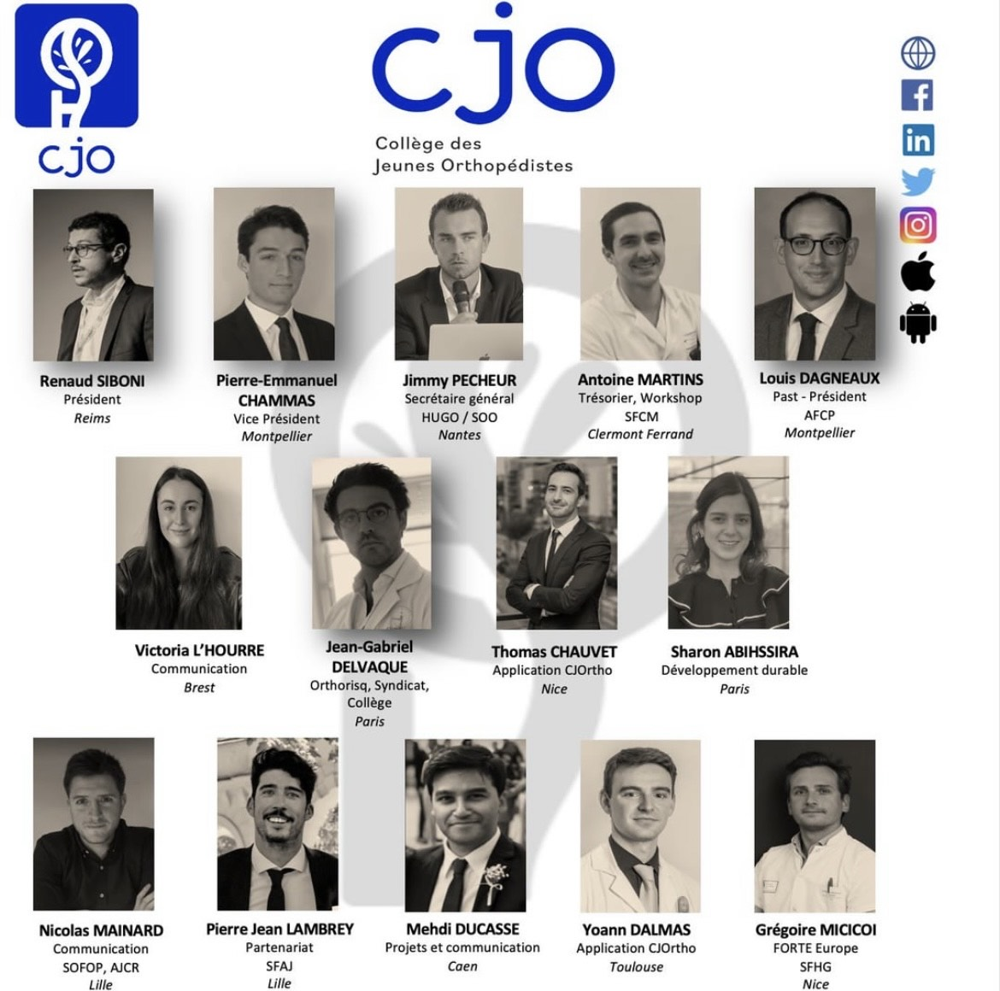 cjo
cjo
Collège des
Jeunes Orthopédistes
Renaud SIBONI
Président
Reims
Pierre-Emmanuel
CHAMMAS
Vice Président
Montpellier
Jimmy PECHEUR
Secrétaire général
HUGO / SOO
Nantes
Antoine MARTINS
Trésorier, Workshop
SFCM
Clermont Ferrand
Louis DAGNEAUX
Past - Président
AFCP
Montpellier
Victoria L'HOURRE
Communication
Brest
Jean-Gabriel
DELVAQUE
Orthorisq, Syndicat,
Collège
Paris
Thomas CHAUVET
Application CJOrtho
Nice
Sharon ABIHSSIRA
Développement durable
Paris
Nicolas MAINARD
Communication
SOFOP, AJCR
Lille
Pierre Jean LAMBREY
Partenariat
SFAJ
Lille
Mehdi DUCASSE
Projets et communication
Caen
Yoann DALMAS
Application CJOrtho
Toulouse
Grégoire MICICOI
FORTE Europe
SFHG
Nice